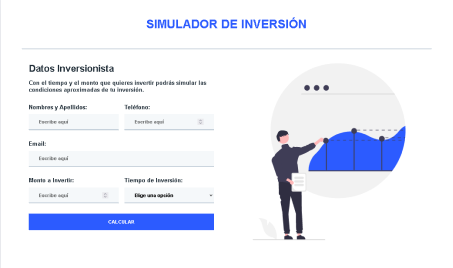 SIMULADOR DE INVERSIÓN
Datos Inversionista
Con el tiempo y el monto que quieres invertir podrás simular las
condiciones aproximadas de tu inversión.
Nombres y Apellidos: Teléfono:
Escribe aquí Escribe aquí
Email:
Escribe aquí
Monto a Invertir: Tiempo de Inversión:
Escribe aquí Elige una opción
CALCULAR